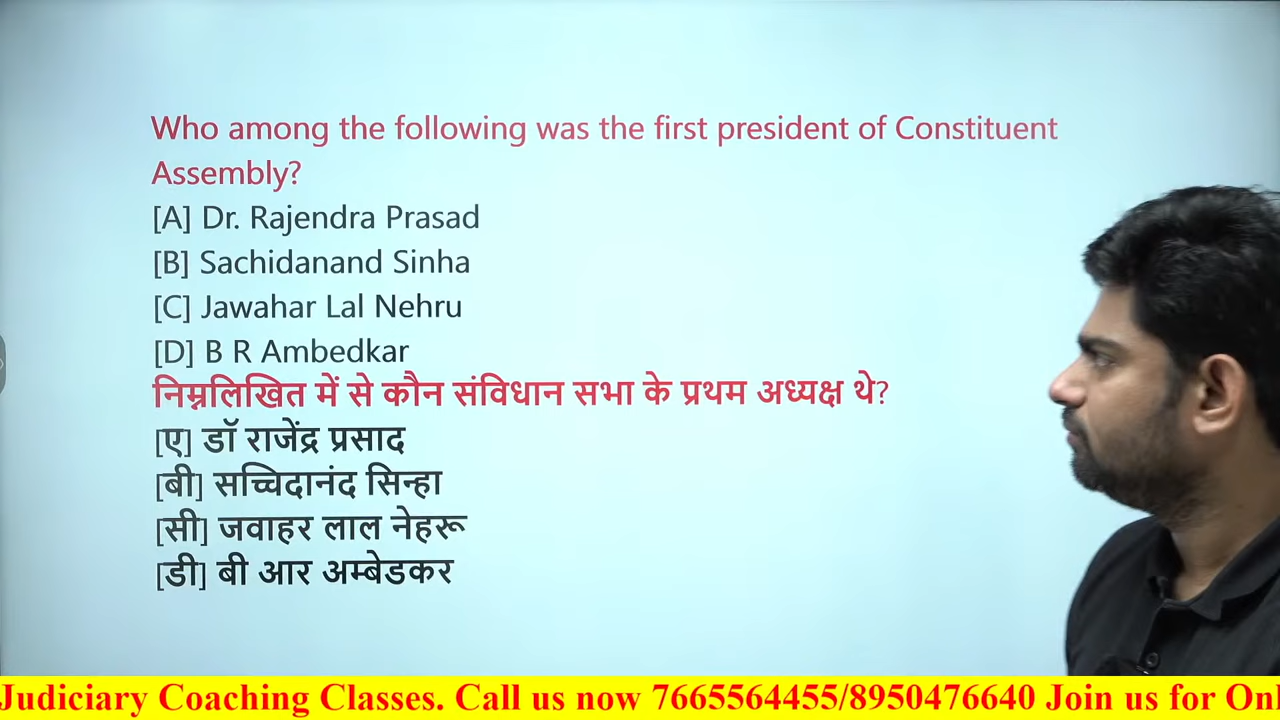 Who among the following was the first president of Constituent
Assembly?
[A] Dr. Rajendra Prasad
[B] Sachidanand Sinha
[C] Jawahar Lal Nehru
[D] B R Ambedkar
निम्नलिखित में से कौन संविधान सभा के प्रथम अध्यक्ष थे?
[ए] डॉ राजेंद्र प्रसाद
[बी] सच्चिदानंद सिन्हा
[सी] जवाहर लाल नेहरू
[डी] बी आर अम्बेडकर
Judiciary Coaching Classes. Call us now 7665564455/8950476640 Join us for Onl